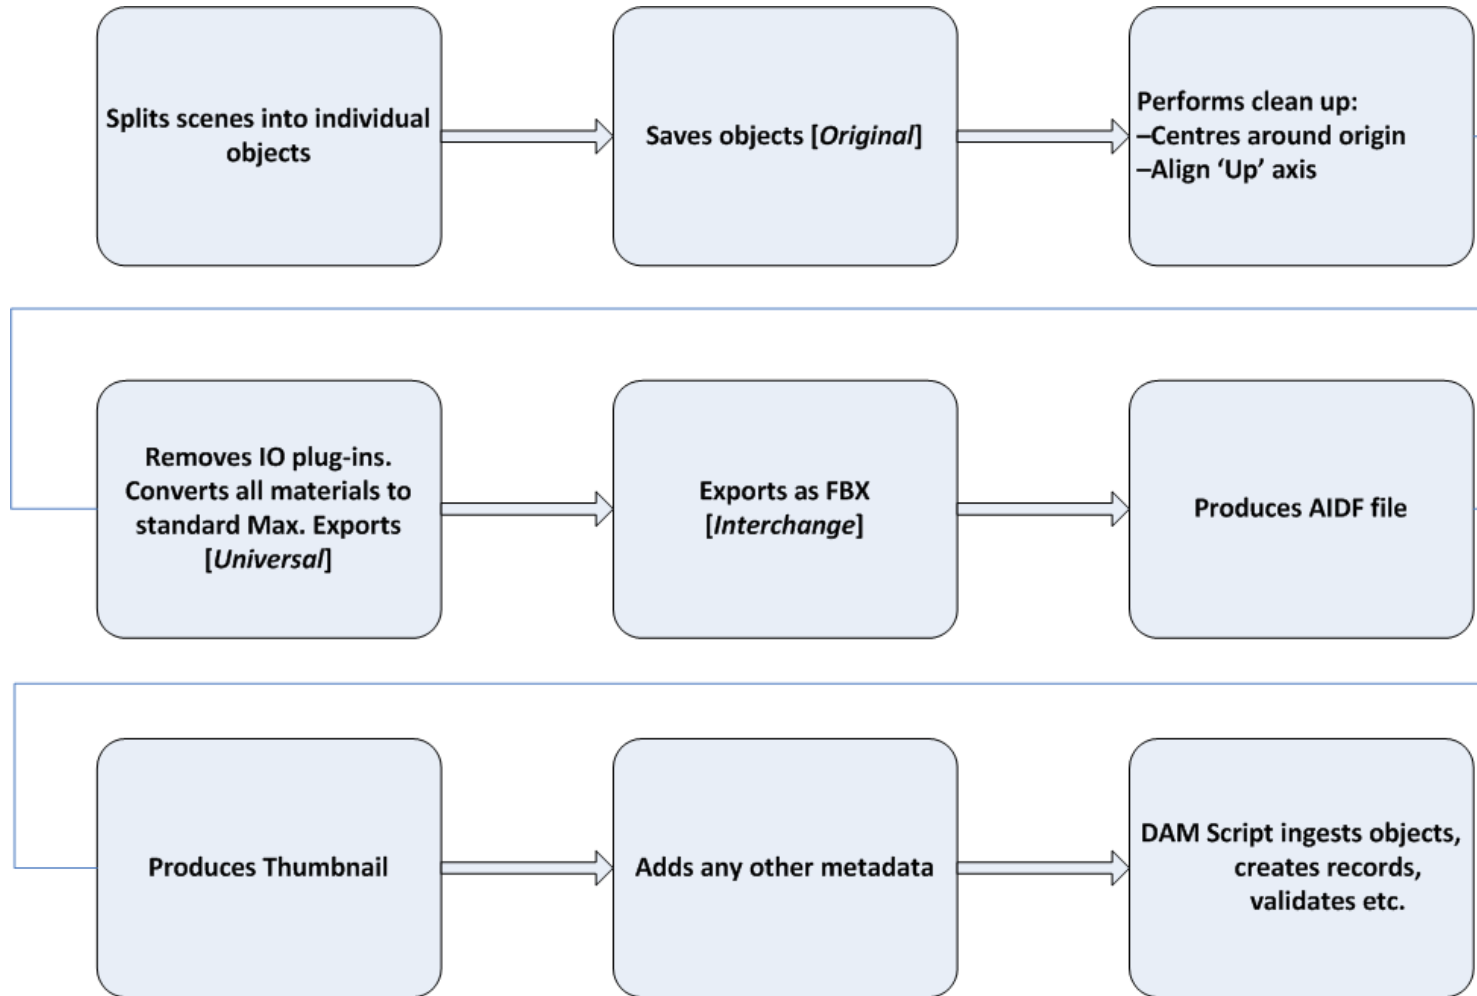 Splits scenes into individual
objects
Saves objects [Original]
Performs clean up:
–Centres around origin
–Align ‘Up’ axis
Removes IO plug-ins.
Converts all materials to
standard Max. Exports
[Universal]
Exports as FBX
[Interchange]
Produces AIDF file
Produces Thumbnail
Adds any other metadata
DAM Script ingests objects,
creates records,
validates etc.